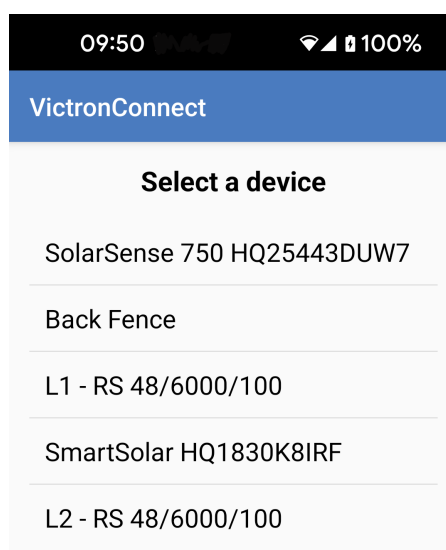 09:50 100%
VictronConnect
Select a device
SolarSense 750 HQ25443DUW7
Back Fence
L1 - RS 48/6000/100
SmartSolar HQ1830K8IRF
L2 - RS 48/6000/100